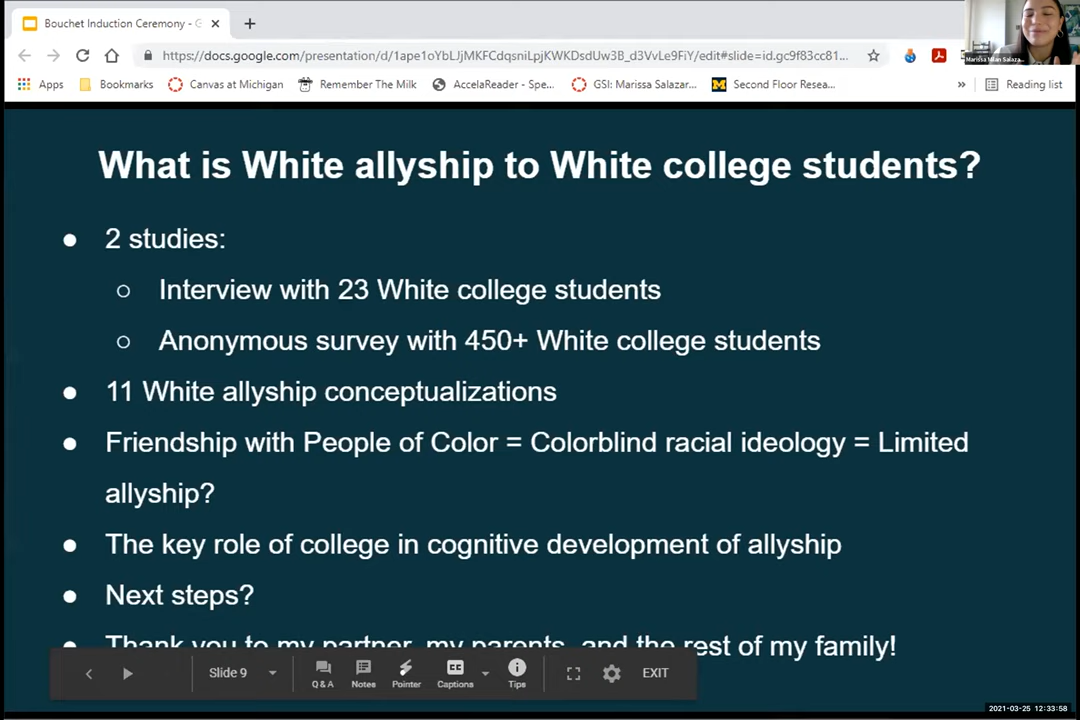 Bouchet Induction Ceremony - G
https://docs.google.com/presentation/d/1ape1oYbLJjMKFCdqsniLpjKWKDsdUw3B_d3VvLe9FiY/edit#slide=id.gc9f83cc81...
Apps Bookmarks Canvas at Michigan Remember The Milk AccelaReader - Spe... GSI: Marissa Salazar... Second Floor Resea... » Reading list
What is White allyship to White college students?
● 2 studies:
○ Interview with 23 White college students
○ Anonymous survey with 450+ White college students
● 11 White allyship conceptualizations
● Friendship with People of Color = Colorblind racial ideology = Limited
allyship?
● The key role of college in cognitive development of allyship
● Next steps?
● Thank you to my partner, my parents, and the rest of my family!
Slide 9 Q&A Notes Pointer Captions Tips EXIT
2021-03-25 12:33:58